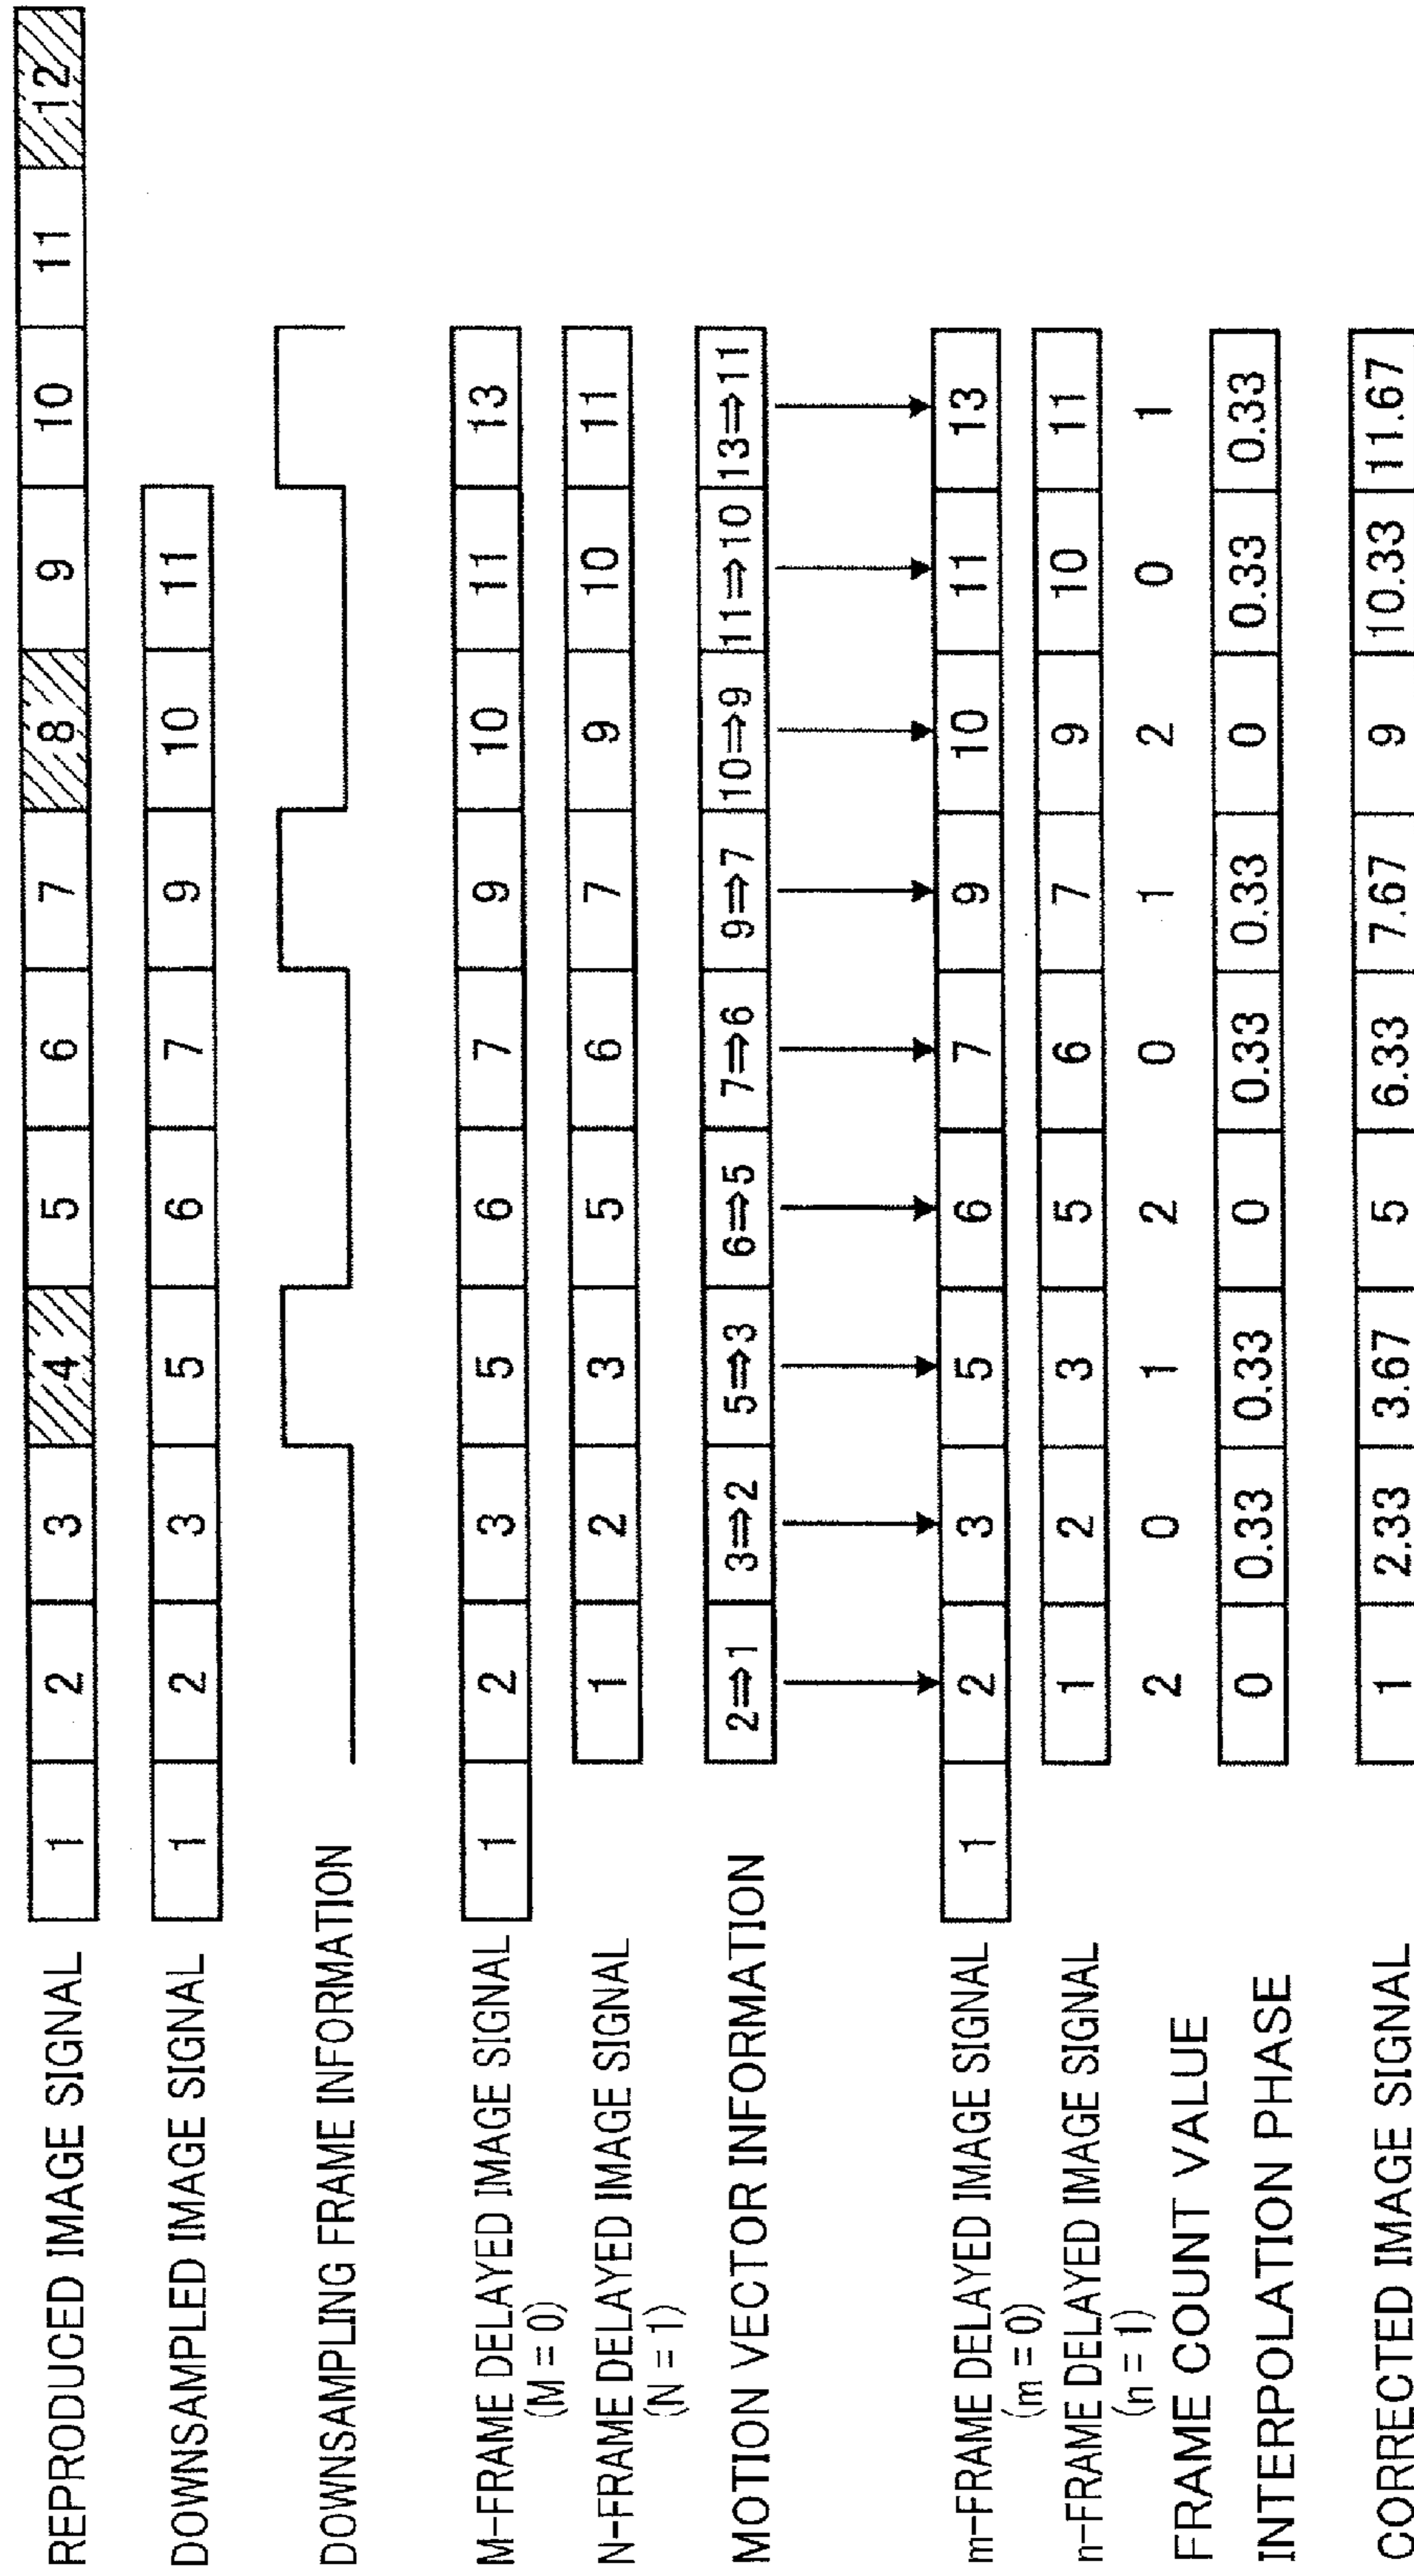 REPRODUCED IMAGE SIGNAL 1 2 3 4 5 6 7 8 9 10 11 12
DOWNSAMPLED IMAGE SIGNAL 1 2 3 5 6 7 9 10 11
DOWNSAMPLING FRAME INFORMATION
M-FRAME DELAYED IMAGE SIGNAL 1 2 3 5 6 7 9 10 11 13
(M = 0)
N-FRAME DELAYED IMAGE SIGNAL 1 2 3 5 6 7 9 10 11
(N = 1)
MOTION VECTOR INFORMATION 2⇒1 3⇒2 5⇒3 6⇒5 7⇒6 9⇒7 10⇒9 11⇒10 13⇒11
m-FRAME DELAYED IMAGE SIGNAL 1 2 3 5 6 7 9 10 11 13
(m = 0)
n-FRAME DELAYED IMAGE SIGNAL 1 2 3 5 6 7 9 10 11
(n = 1)
FRAME COUNT VALUE 2 0 1 2 0 1 2 0 1
INTERPOLATION PHASE 0 0.33 0.33 0 0.33 0.33 0 0.33 0.33
CORRECTED IMAGE SIGNAL 1 2.33 3.67 5 6.33 7.67 9 10.33 11.67